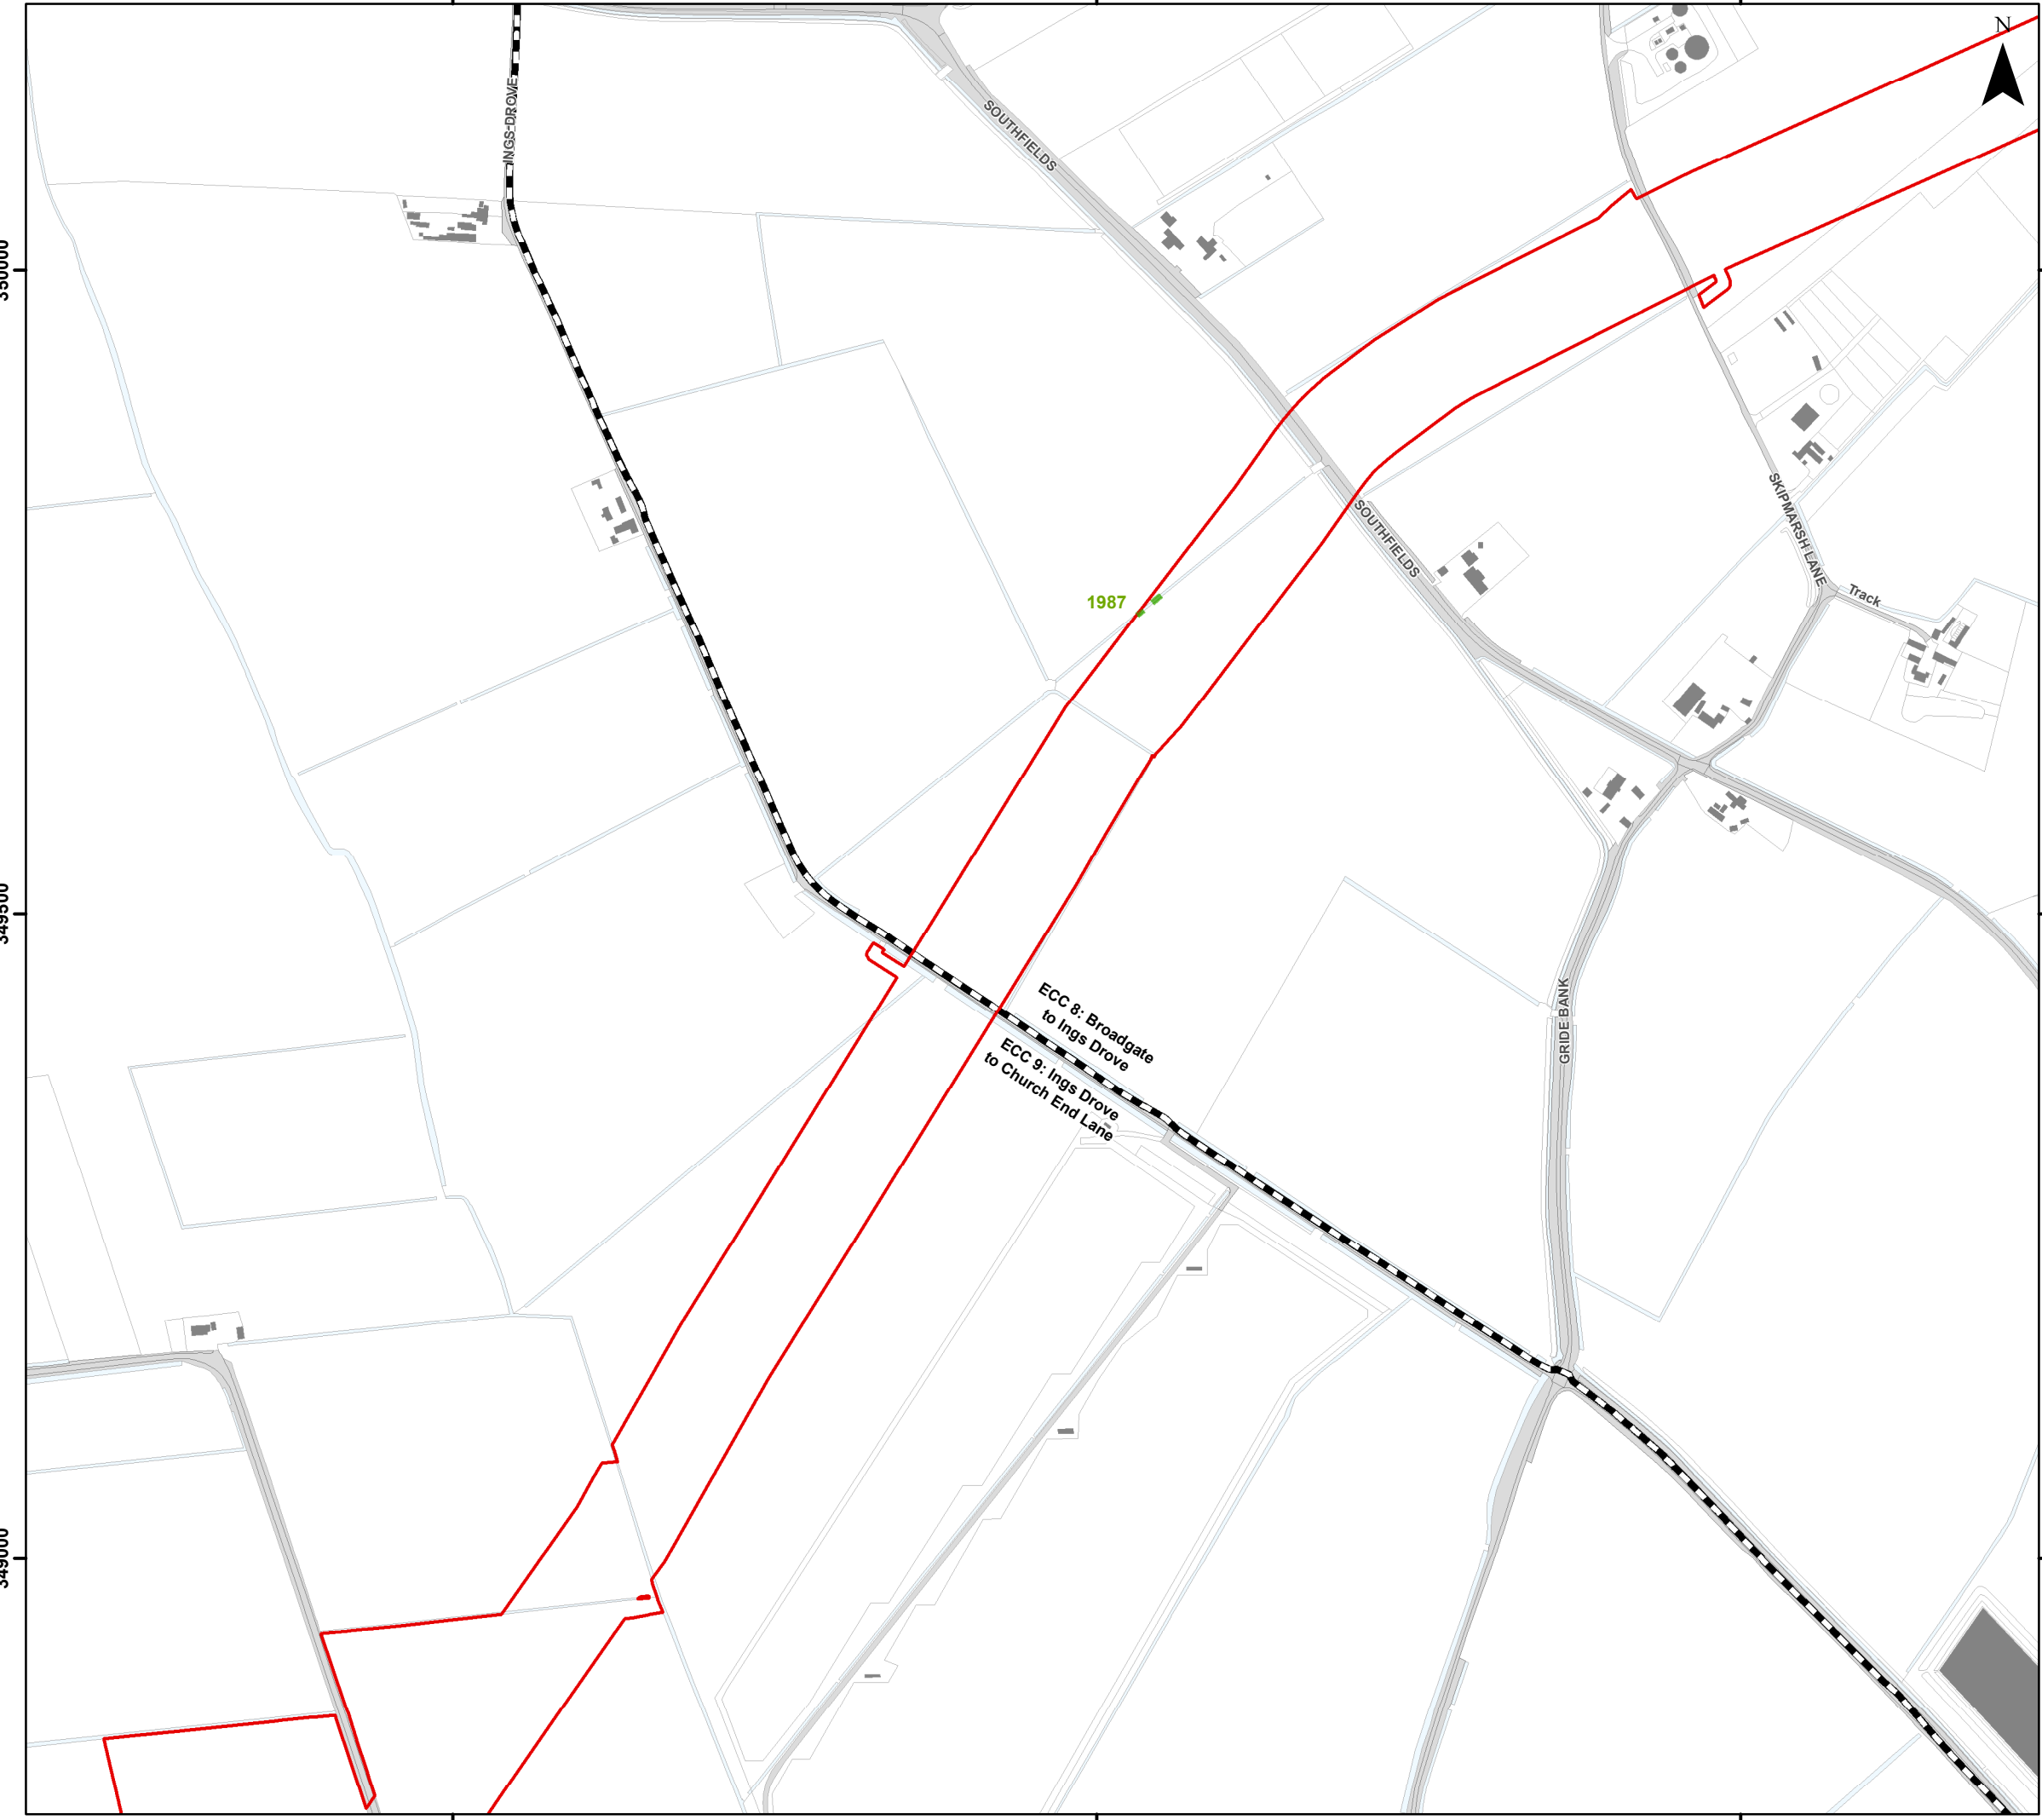 N
INGS DROVE
SOUTHFIELDS
350000
SKIPMARSH LANE
SOUTHFIELDS
Track
1987
349500
ECC 8: Broadgate
to Ings Drove
ECC 9: Ings Drove
to Church End Lane
GRIDE BANK
349000